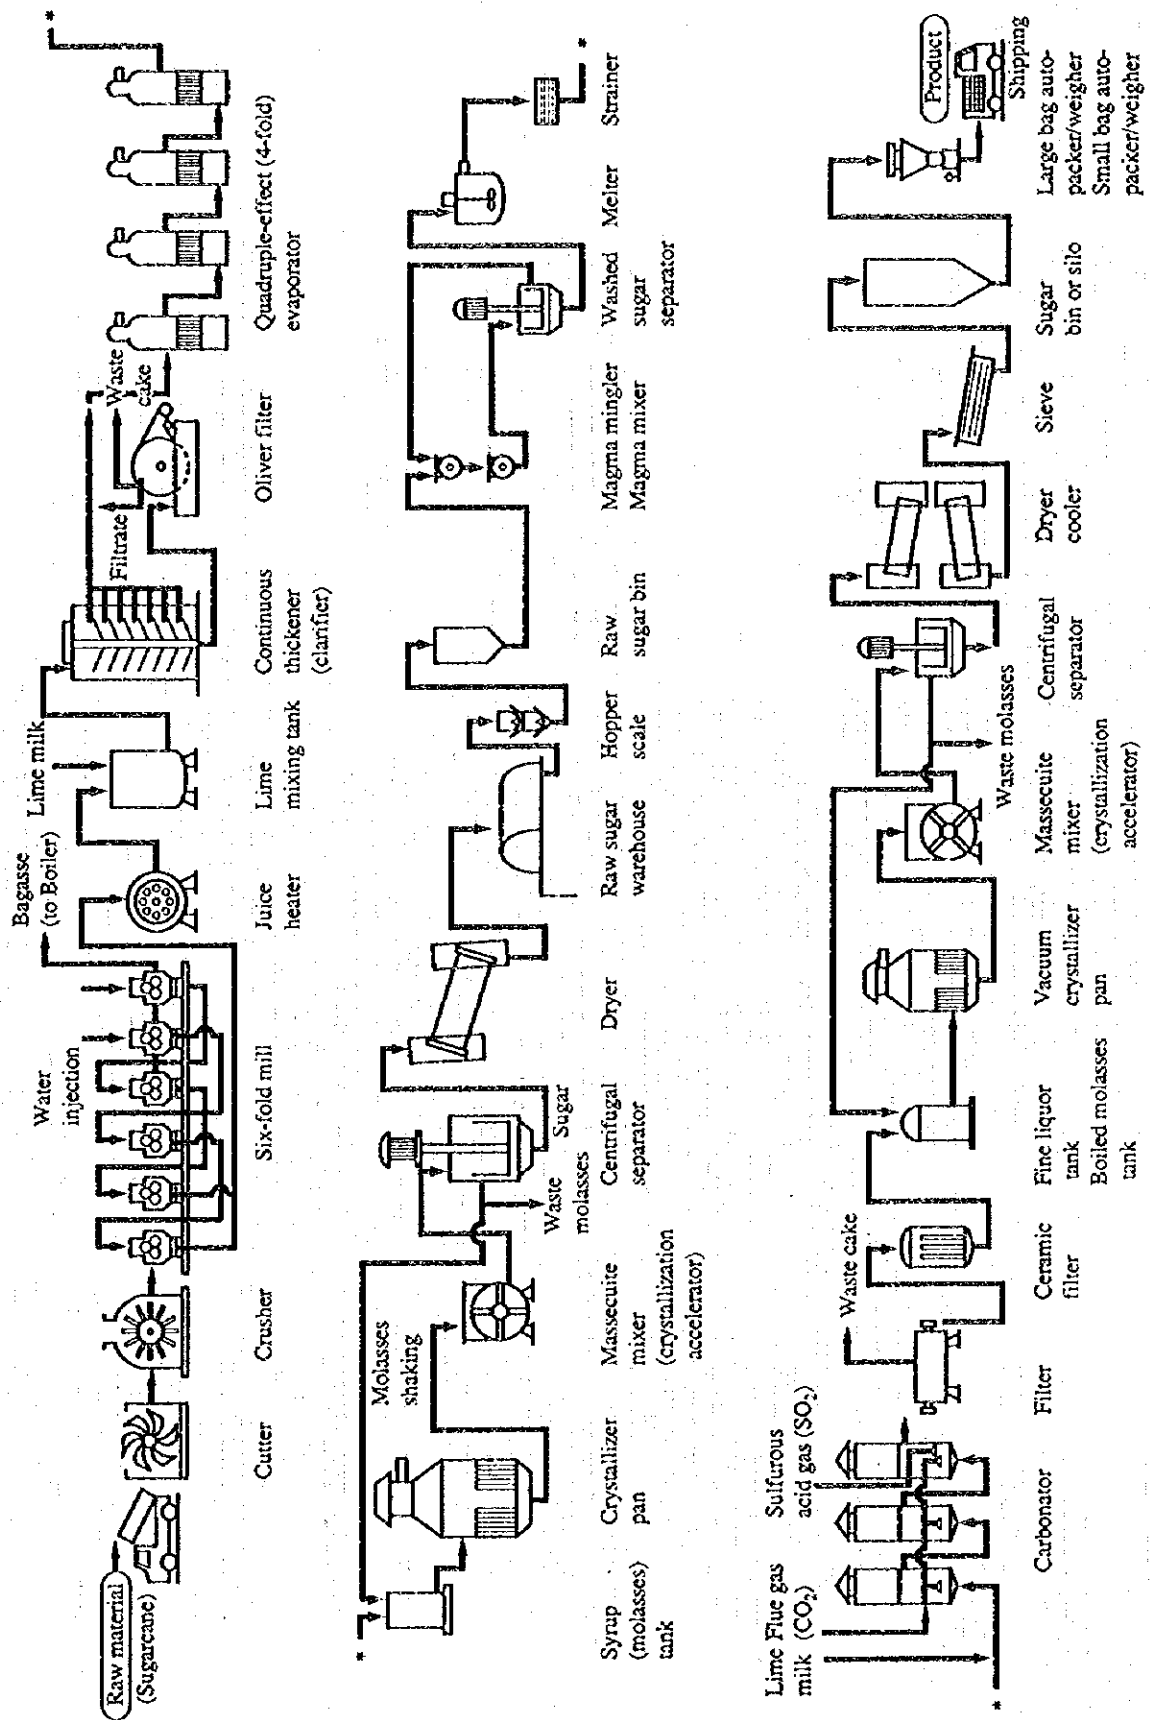 Raw material
(Sugarcane)
Cutter
Crusher
Water
injection
Six-fold mill
Bagasse
(to Boiler)
Juice
heater
Lime milk
Lime
mixing tank
Continuous
thickener
(clarifier)
Filtrate
Waste
cake
Oliver filter
Quadruple-effect (4-fold)
evaporator
*
*
Syrup
(molasses)
tank
Crystallizer
pan
Molasses
shaking
Massecuite
mixer
(crystallization
accelerator)
Waste
molasses
Sugar
Centrifugal
separator
Dryer
Raw sugar
warehouse
Hopper
scale
Raw
sugar bin
Magma mingler
Magma mixer
Washed
sugar
separator
Melter
Strainer
*
*
Lime Flue gas
milk (CO₂)
Sulfurous
acid gas (SO₂)
Carbonator
Waste cake
Filter
Ceramic
filter
Fine liquor
tank
Boiled molasses
tank
Vacuum
crystallizer
pan
Massecuite
mixer
(crystallization
accelerator)
Waste molasses
Centrifugal
separator
Dryer
cooler
Sieve
Sugar
bin or silo
Product
Shipping
Large bag auto-
packer/weigher
Small bag auto-
packer/weigher